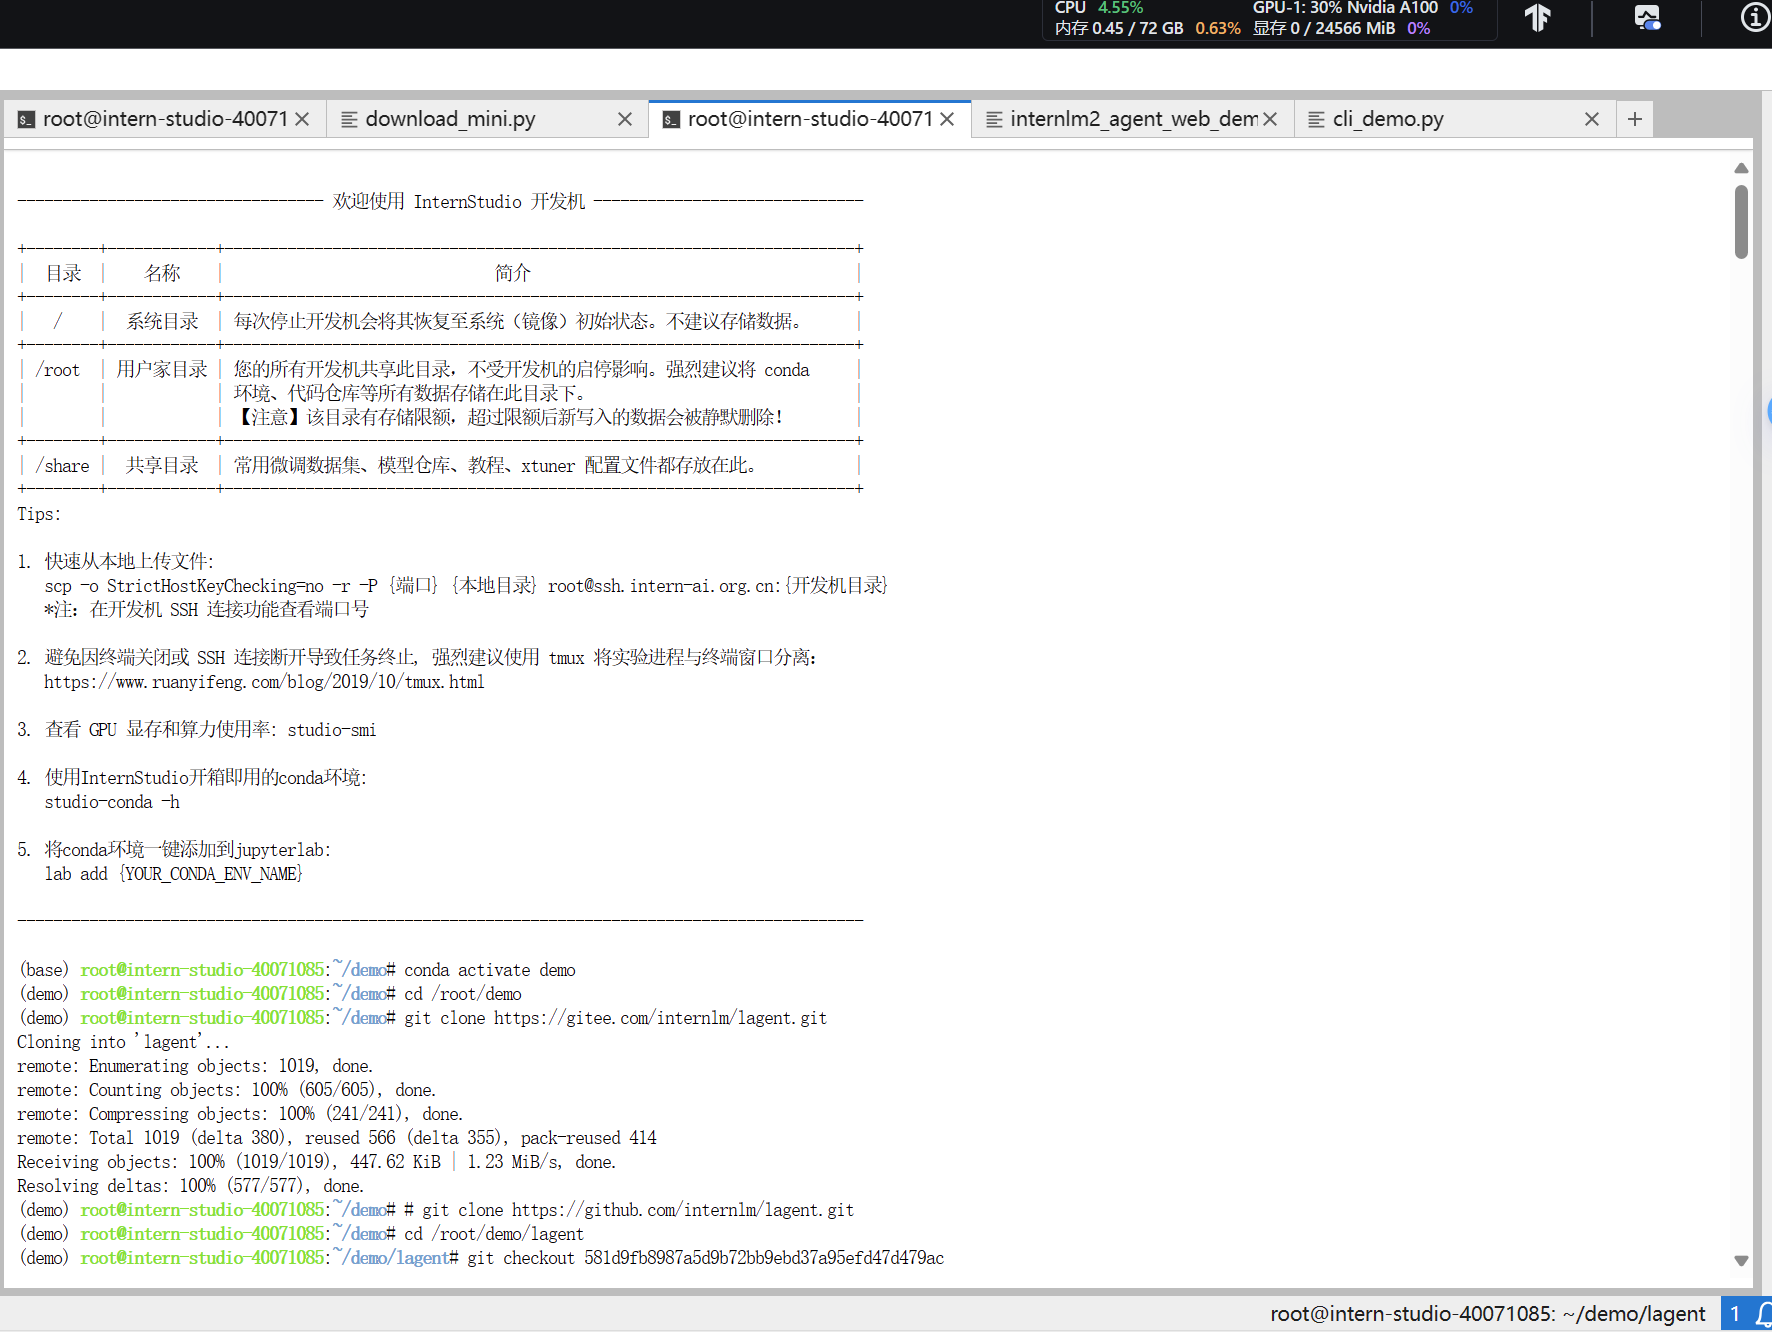 CPU 4.55% GPU-1: 30% Nvidia A100 0%
内存 0.45 / 72 GB 0.63% 显存 0 / 24566 MiB 0%
root@intern-studio-40071 download_mini.py root@intern-studio-40071 internlm2_agent_web_dem cli_demo.py
---------------------------------- 欢迎使用 InternStudio 开发机 ------------------------------
目录 | 名称 | 简介
/ | 系统目录 | 每次停止开发机会将其恢复至系统（镜像）初始状态。不建议存储数据。
/root | 用户家目录 | 您的所有开发机共享此目录，不受开发机的启停影响。强烈建议将 conda
环境、代码仓库等所有数据存储在此目录下。
【注意】该目录有存储限额，超过限额后新写入的数据会被静默删除！
/share | 共享目录 | 常用微调数据集、模型仓库、教程、xtuner 配置文件都存放在此。
Tips:
1. 快速从本地上传文件:
scp -o StrictHostKeyChecking=no -r -P {端口} {本地目录} root@ssh.intern-ai.org.cn:{开发机目录}
*注：在开发机 SSH 连接功能查看端口号
2. 避免因终端关闭或 SSH 连接断开导致任务终止, 强烈建议使用 tmux 将实验进程与终端窗口分离：
https://www.ruanyifeng.com/blog/2019/10/tmux.html
3. 查看 GPU 显存和算力使用率: studio-smi
4. 使用InternStudio开箱即用的conda环境:
studio-conda -h
5. 将conda环境一键添加到jupyterlab:
lab add {YOUR_CONDA_ENV_NAME}
(base) root@intern-studio-40071085:~/demo# conda activate demo
(demo) root@intern-studio-40071085:~/demo# cd /root/demo
(demo) root@intern-studio-40071085:~/demo# git clone https://gitee.com/internlm/lagent.git
Cloning into 'lagent'...
remote: Enumerating objects: 1019, done.
remote: Counting objects: 100% (605/605), done.
remote: Compressing objects: 100% (241/241), done.
remote: Total 1019 (delta 380), reused 566 (delta 355), pack-reused 414
Receiving objects: 100% (1019/1019), 447.62 KiB | 1.23 MiB/s, done.
Resolving deltas: 100% (577/577), done.
(demo) root@intern-studio-40071085:~/demo# # git clone https://github.com/internlm/lagent.git
(demo) root@intern-studio-40071085:~/demo# cd /root/demo/lagent
(demo) root@intern-studio-40071085:~/demo/lagent# git checkout 581d9fb8987a5d9b72bb9ebd37a95efd47d479ac
root@intern-studio-40071085: ~/demo/lagent 1